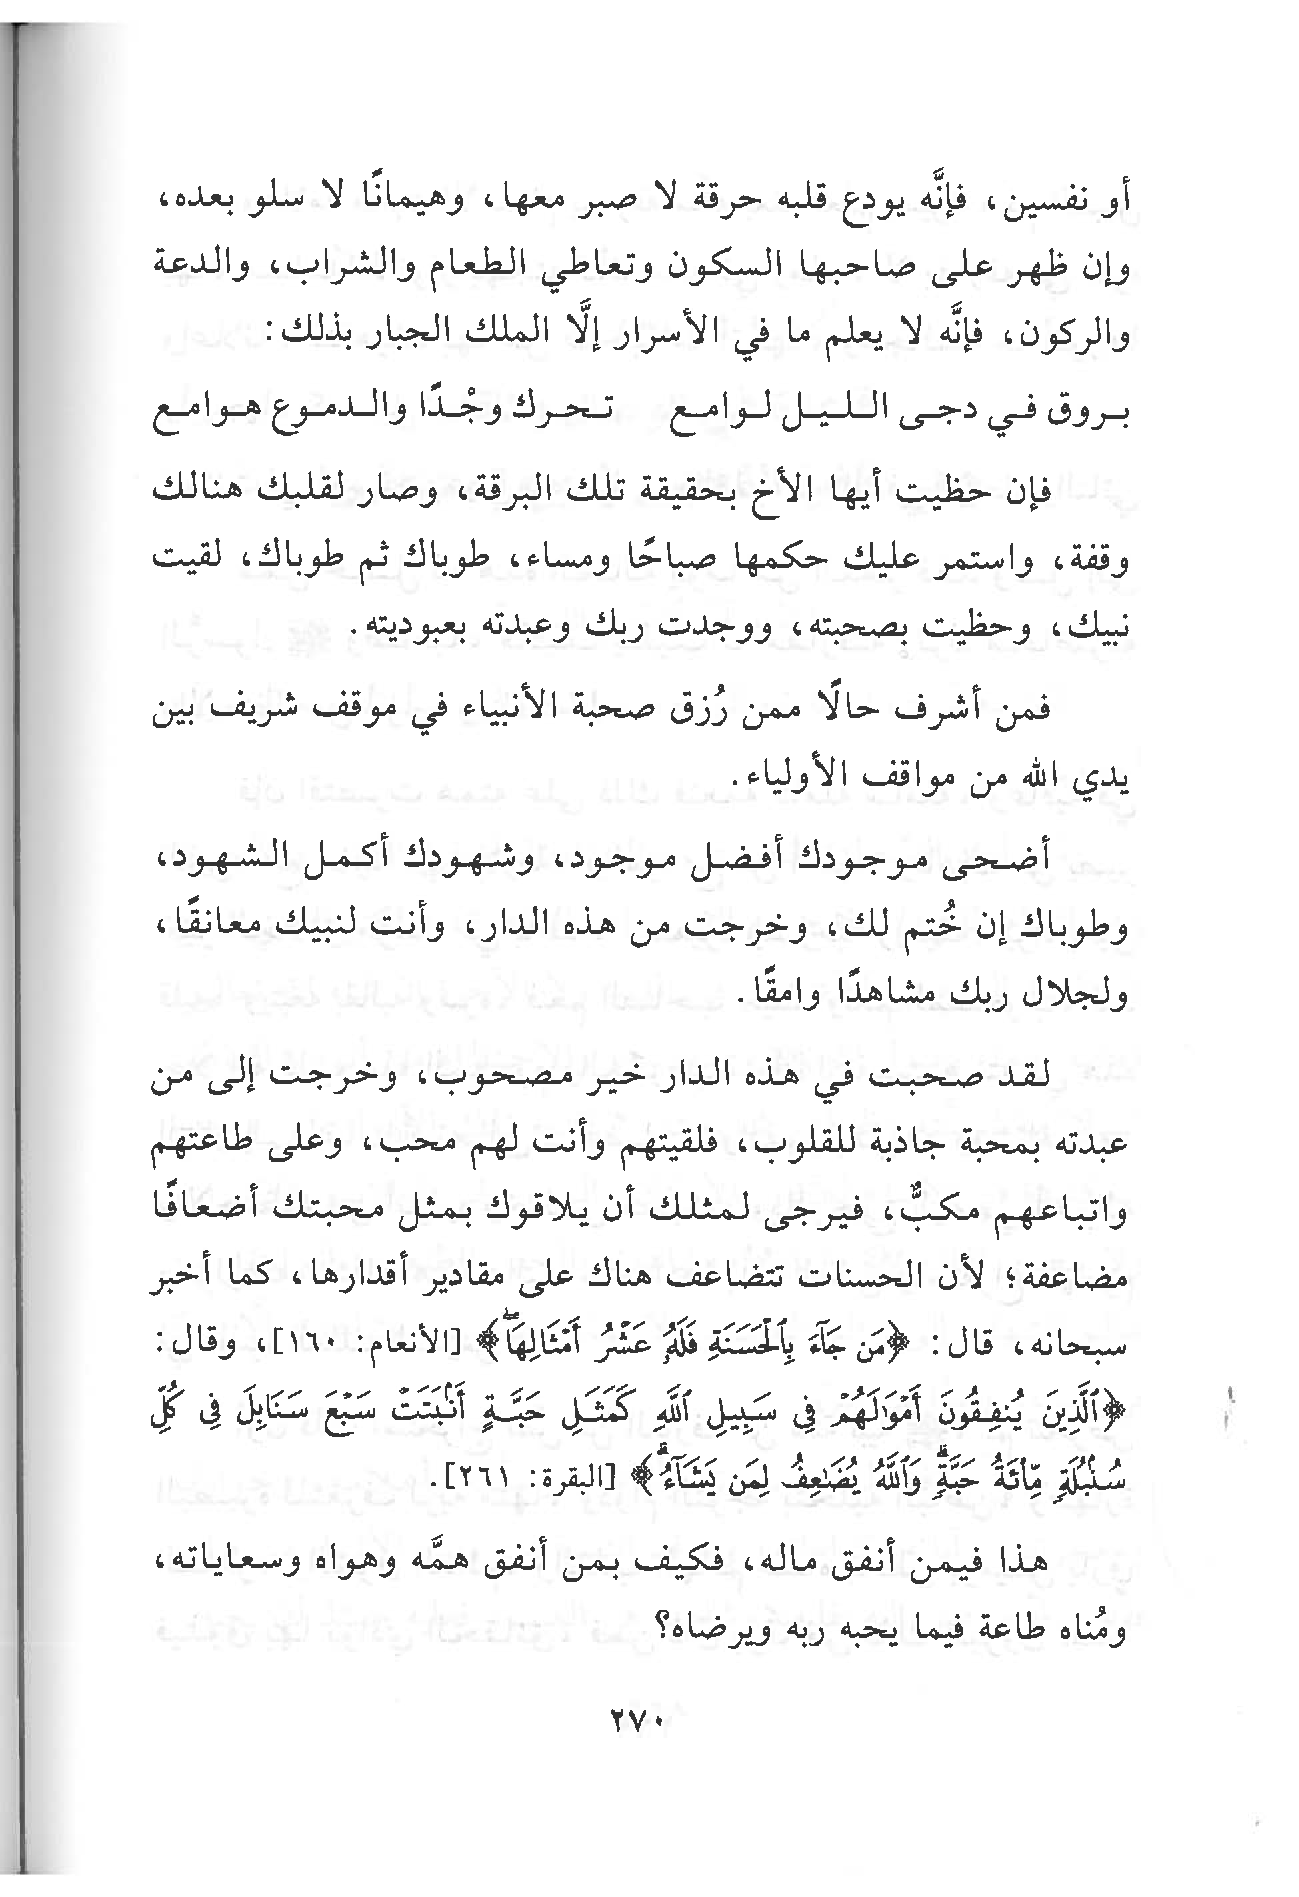 أو نفسين، فإنَّه يودع قلبه حرقة لا صبر معها، وهيمانًا لا سلو بعده،
وإن ظهر على صاحبها السكون وتعاطي الطعام والشراب، والدعة
والركون، فإنَّه لا يعلم ما في الأسرار إلَّا الملك الجبار بذلك:
بروق في دجى الليل لوامع تحرك وجْدًا والدموع هوامع
فإن حظيت أيها الأخ بحقيقة تلك البرقة، وصار لقلبك هنالك
وقفة، واستمر عليك حكمها صباحًا ومساء، طوباك ثم طوباك، لقيت
نبيك، وحظيت بصحبته، ووجدت ربك وعبدته بعبوديته.
فمن أشرف حالًا ممن رُزق صحبة الأنبياء في موقف شريف بين
يدي الله من مواقف الأولياء.
أضحى موجودك أفضل موجود، وشهودك أكمل الشهود،
وطوباك إن خُتم لك، وخرجت من هذه الدار، وأنت لنبيك معانقًا،
ولجلال ربك مشاهدًا وامقًا.
لقد صحبت في هذه الدار خير مصحوب، وخرجت إلى من
عبدته بمحبة جاذبة للقلوب، فلقيتهم وأنت لهم محب، وعلى طاعتهم
واتباعهم مكبٌّ، فيرجى لمثلك أن يلاقوك بمثل محبتك أضعافًا
مضاعفة؛ لأن الحسنات تتضاعف هناك على مقادير أقدارها، كما أخبر
سبحانه، قال: ﴿مَن جَآءَ بِٱلْحَسَنَةِ فَلَهُۥ عَشْرُ أَمْثَالِهَاۖ﴾ [الأنعام: ١٦٠]، وقال:
﴿ٱلَّذِينَ يُنفِقُونَ أَمْوَٰلَهُمْ فِى سَبِيلِ ٱللَّهِ كَمَثَلِ حَبَّةٍ أَنۢبَتَتْ سَبْعَ سَنَابِلَ فِى كُلِّ
سُنۢبُلَةٍ مِّا۟ئَةُ حَبَّةٍۗ وَٱللَّهُ يُضَٰعِفُ لِمَن يَشَآءُۗ﴾ [البقرة: ٢٦١].
هذا فيمن أنفق ماله، فكيف بمن أنفق همَّه وهواه وسعاياته،
ومُناه طاعة فيما يحبه ربه ويرضاه؟
٢٧٠